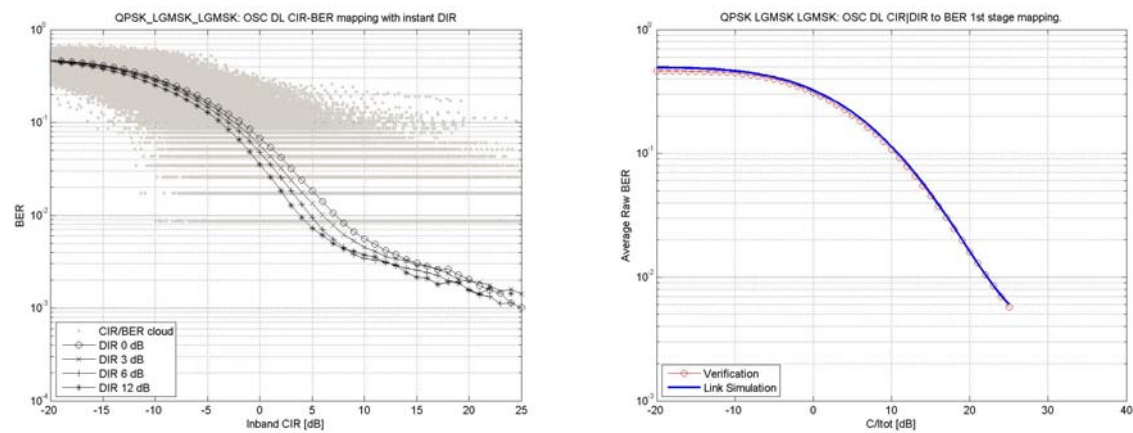 QPSK_LGMSK_LGMSK: OSC DL CIR-BER mapping with instant DIR
10^0
10^-1
10^-2
10^-3
10^-4
BER
CIR/BER cloud
DIR 0 dB
DIR 3 dB
DIR 6 dB
DIR 12 dB
-20 -15 -10 -5 0 5 10 15 20 25
Inband CIR [dB]
QPSK LGMSK LGMSK: OSC DL CIR|DIR to BER 1st stage mapping.
10^0
10^-1
10^-2
10^-3
Average Raw BER
Verification
Link Simulation
-20 -10 0 10 20 30 40
C/Itot [dB]